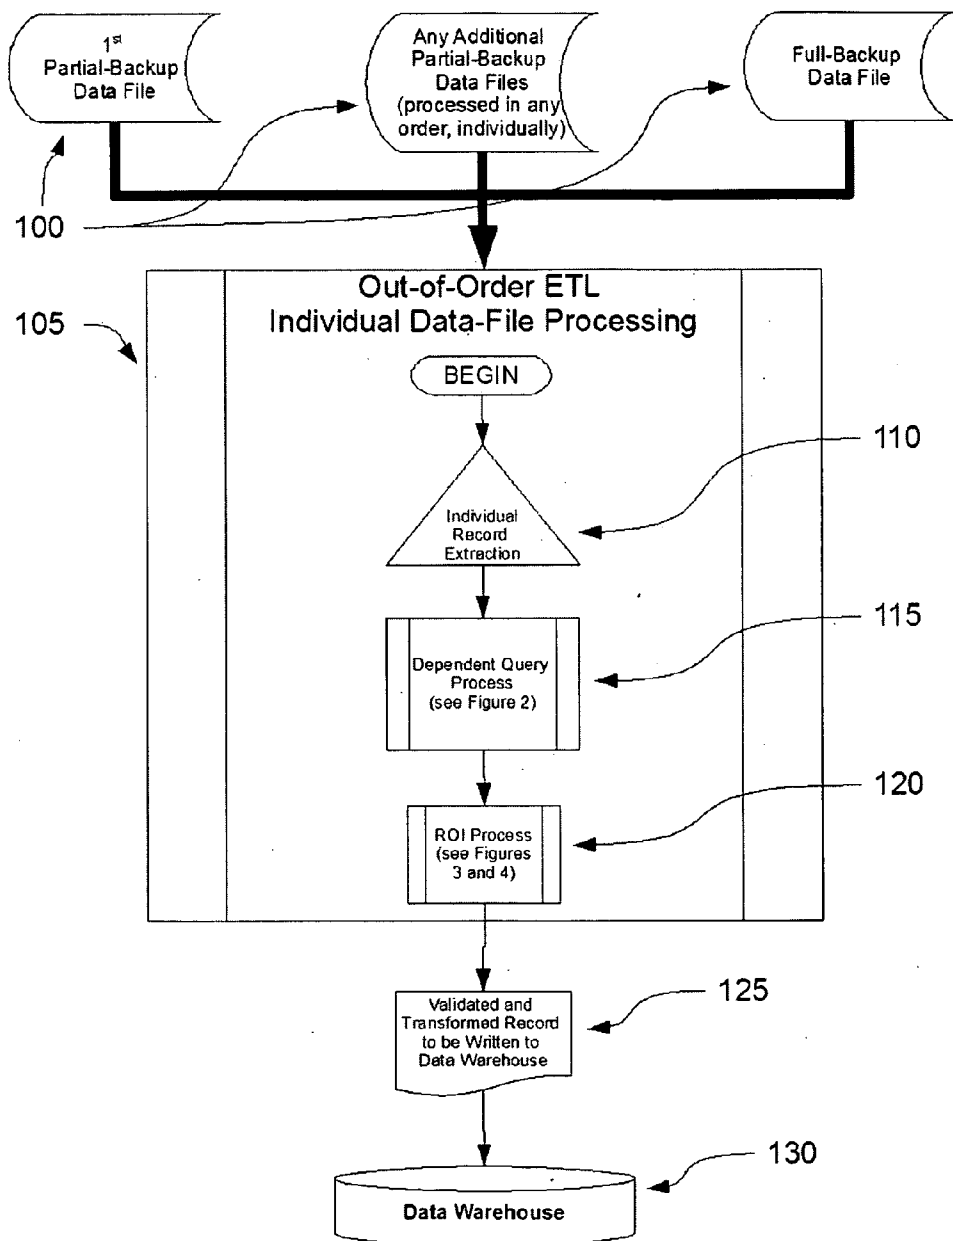 1st
Partial-Backup
Data File
Any Additional
Partial-Backup
Data Files
(processed in any
order, individually)
Full-Backup
Data File
100
Out-of-Order ETL
Individual Data-File Processing
105
BEGIN
110
Individual
Record
Extraction
115
Dependent Query
Process
(see Figure 2)
120
ROI Process
(see Figures
3 and 4)
125
Validated and
Transformed Record
to be Written to
Data Warehouse
130
Data Warehouse